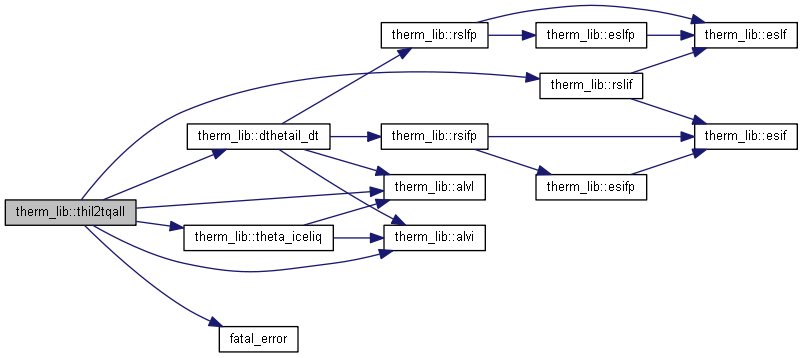 therm_lib::rslfp
therm_lib::eslfp
therm_lib::eslf
therm_lib::rslif
therm_lib::dthetail_dt
therm_lib::rsifp
therm_lib::esif
therm_lib::alvl
therm_lib::esifp
therm_lib::thil2tqall
therm_lib::theta_iceliq
therm_lib::alvi
fatal_error